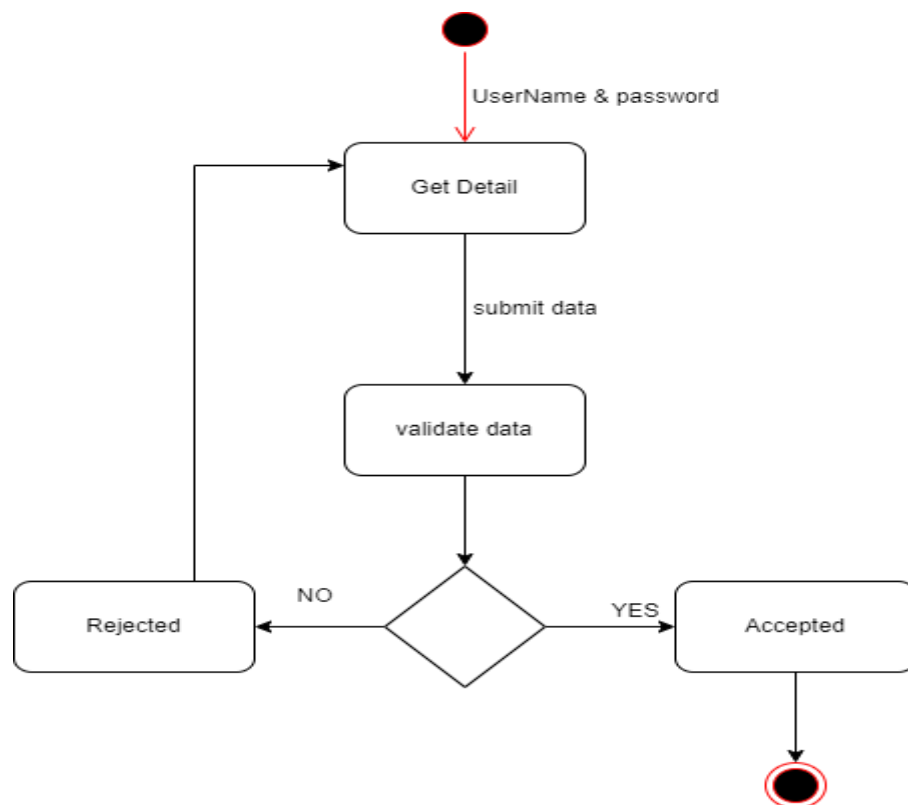 UserName & password
Get Detail
submit data
validate data
NO
YES
Rejected
Accepted